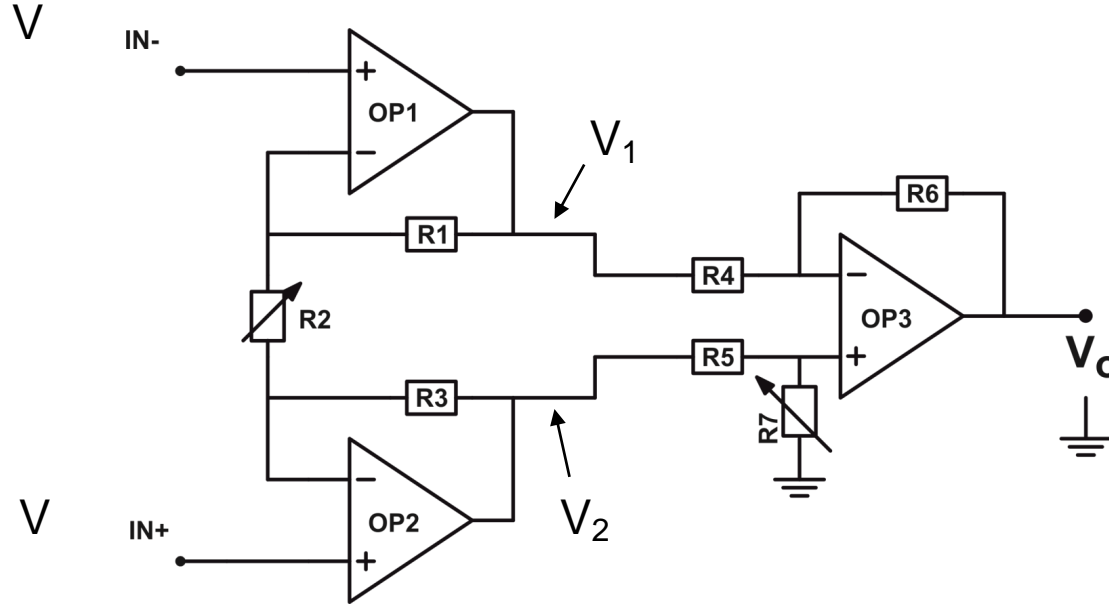 V
IN-
+
OP1
−
V₁
R1
R6
R4
−
R2
OP3
R5
+
Vo
R3
R7
−
V₂
OP2
V
IN+
+